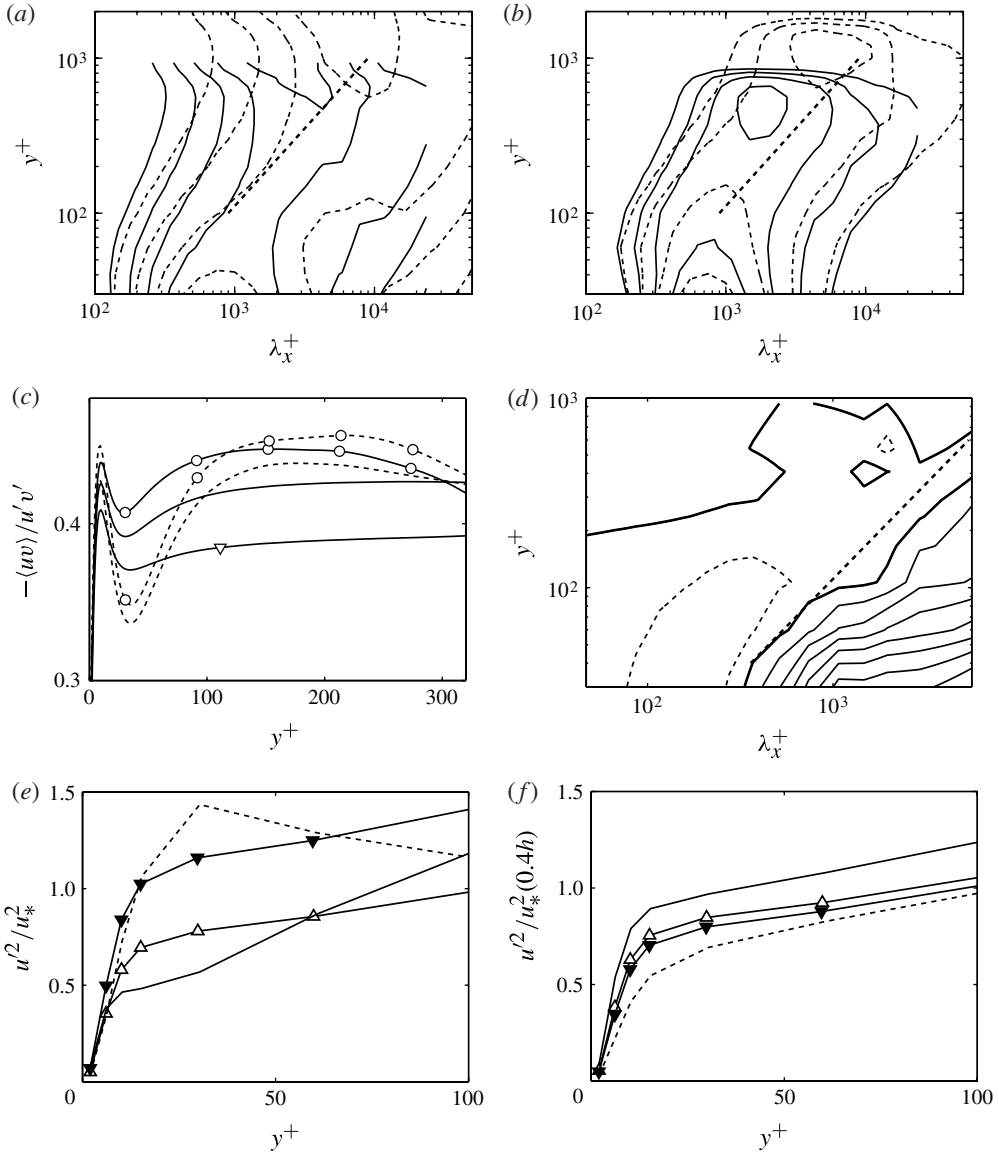 (a)
10³
y⁺
10²
10² 10³ 10⁴
λₓ⁺
(b)
10³
y⁺
10²
10² 10³ 10⁴
λₓ⁺
(c)
−⟨uv⟩/u′v′
0.4
0.3
0 100 200 300
y⁺
(d)
10³
y⁺
10²
10² 10³
λₓ⁺
(e)
1.5
u′²/u²⁎
1.0
0.5
0 50 100
y⁺
(f)
1.5
u′²/u²⁎(0.4h)
1.0
0.5
0 50 100
y⁺